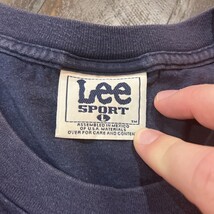 Lee
SPORT
L
TM
ASSEMBLED IN MEXICO
OF U.S.A. MATERIALS
OVER FOR CARE AND CONTENT